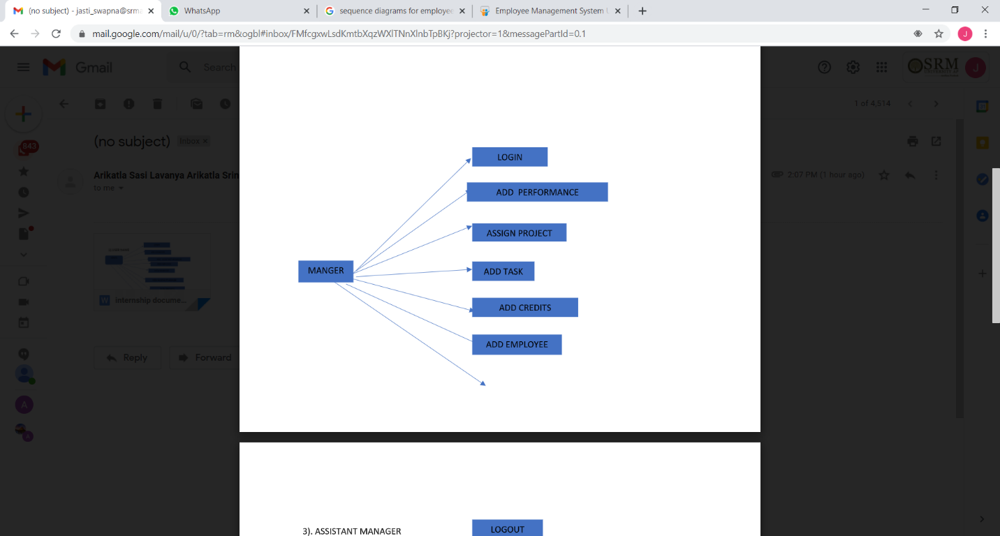 (no subject) - jasti_swapna@srma
WhatsApp
sequence diagrams for employee
Employee Management System U
mail.google.com/mail/u/0/?tab=rm&ogbl#inbox/FMfcgxwLsdKmtbXqzWXlTNnXlnbTpBKj?projector=1&messagePartId=0.1
J
Gmail
Search
SRM
J
1 of 4,514
(no subject)
Inbox ×
843
Arikatla Sasi Lavanya Arikatla Srin
to me
2:07 PM (1 hour ago)
LOGIN
ADD PERFORMANCE
ASSIGN PROJECT
MANGER
ADD TASK
W internship docume...
ADD CREDITS
ADD EMPLOYEE
Reply
Forward
A
A
3). ASSISTANT MANAGER
LOGOUT